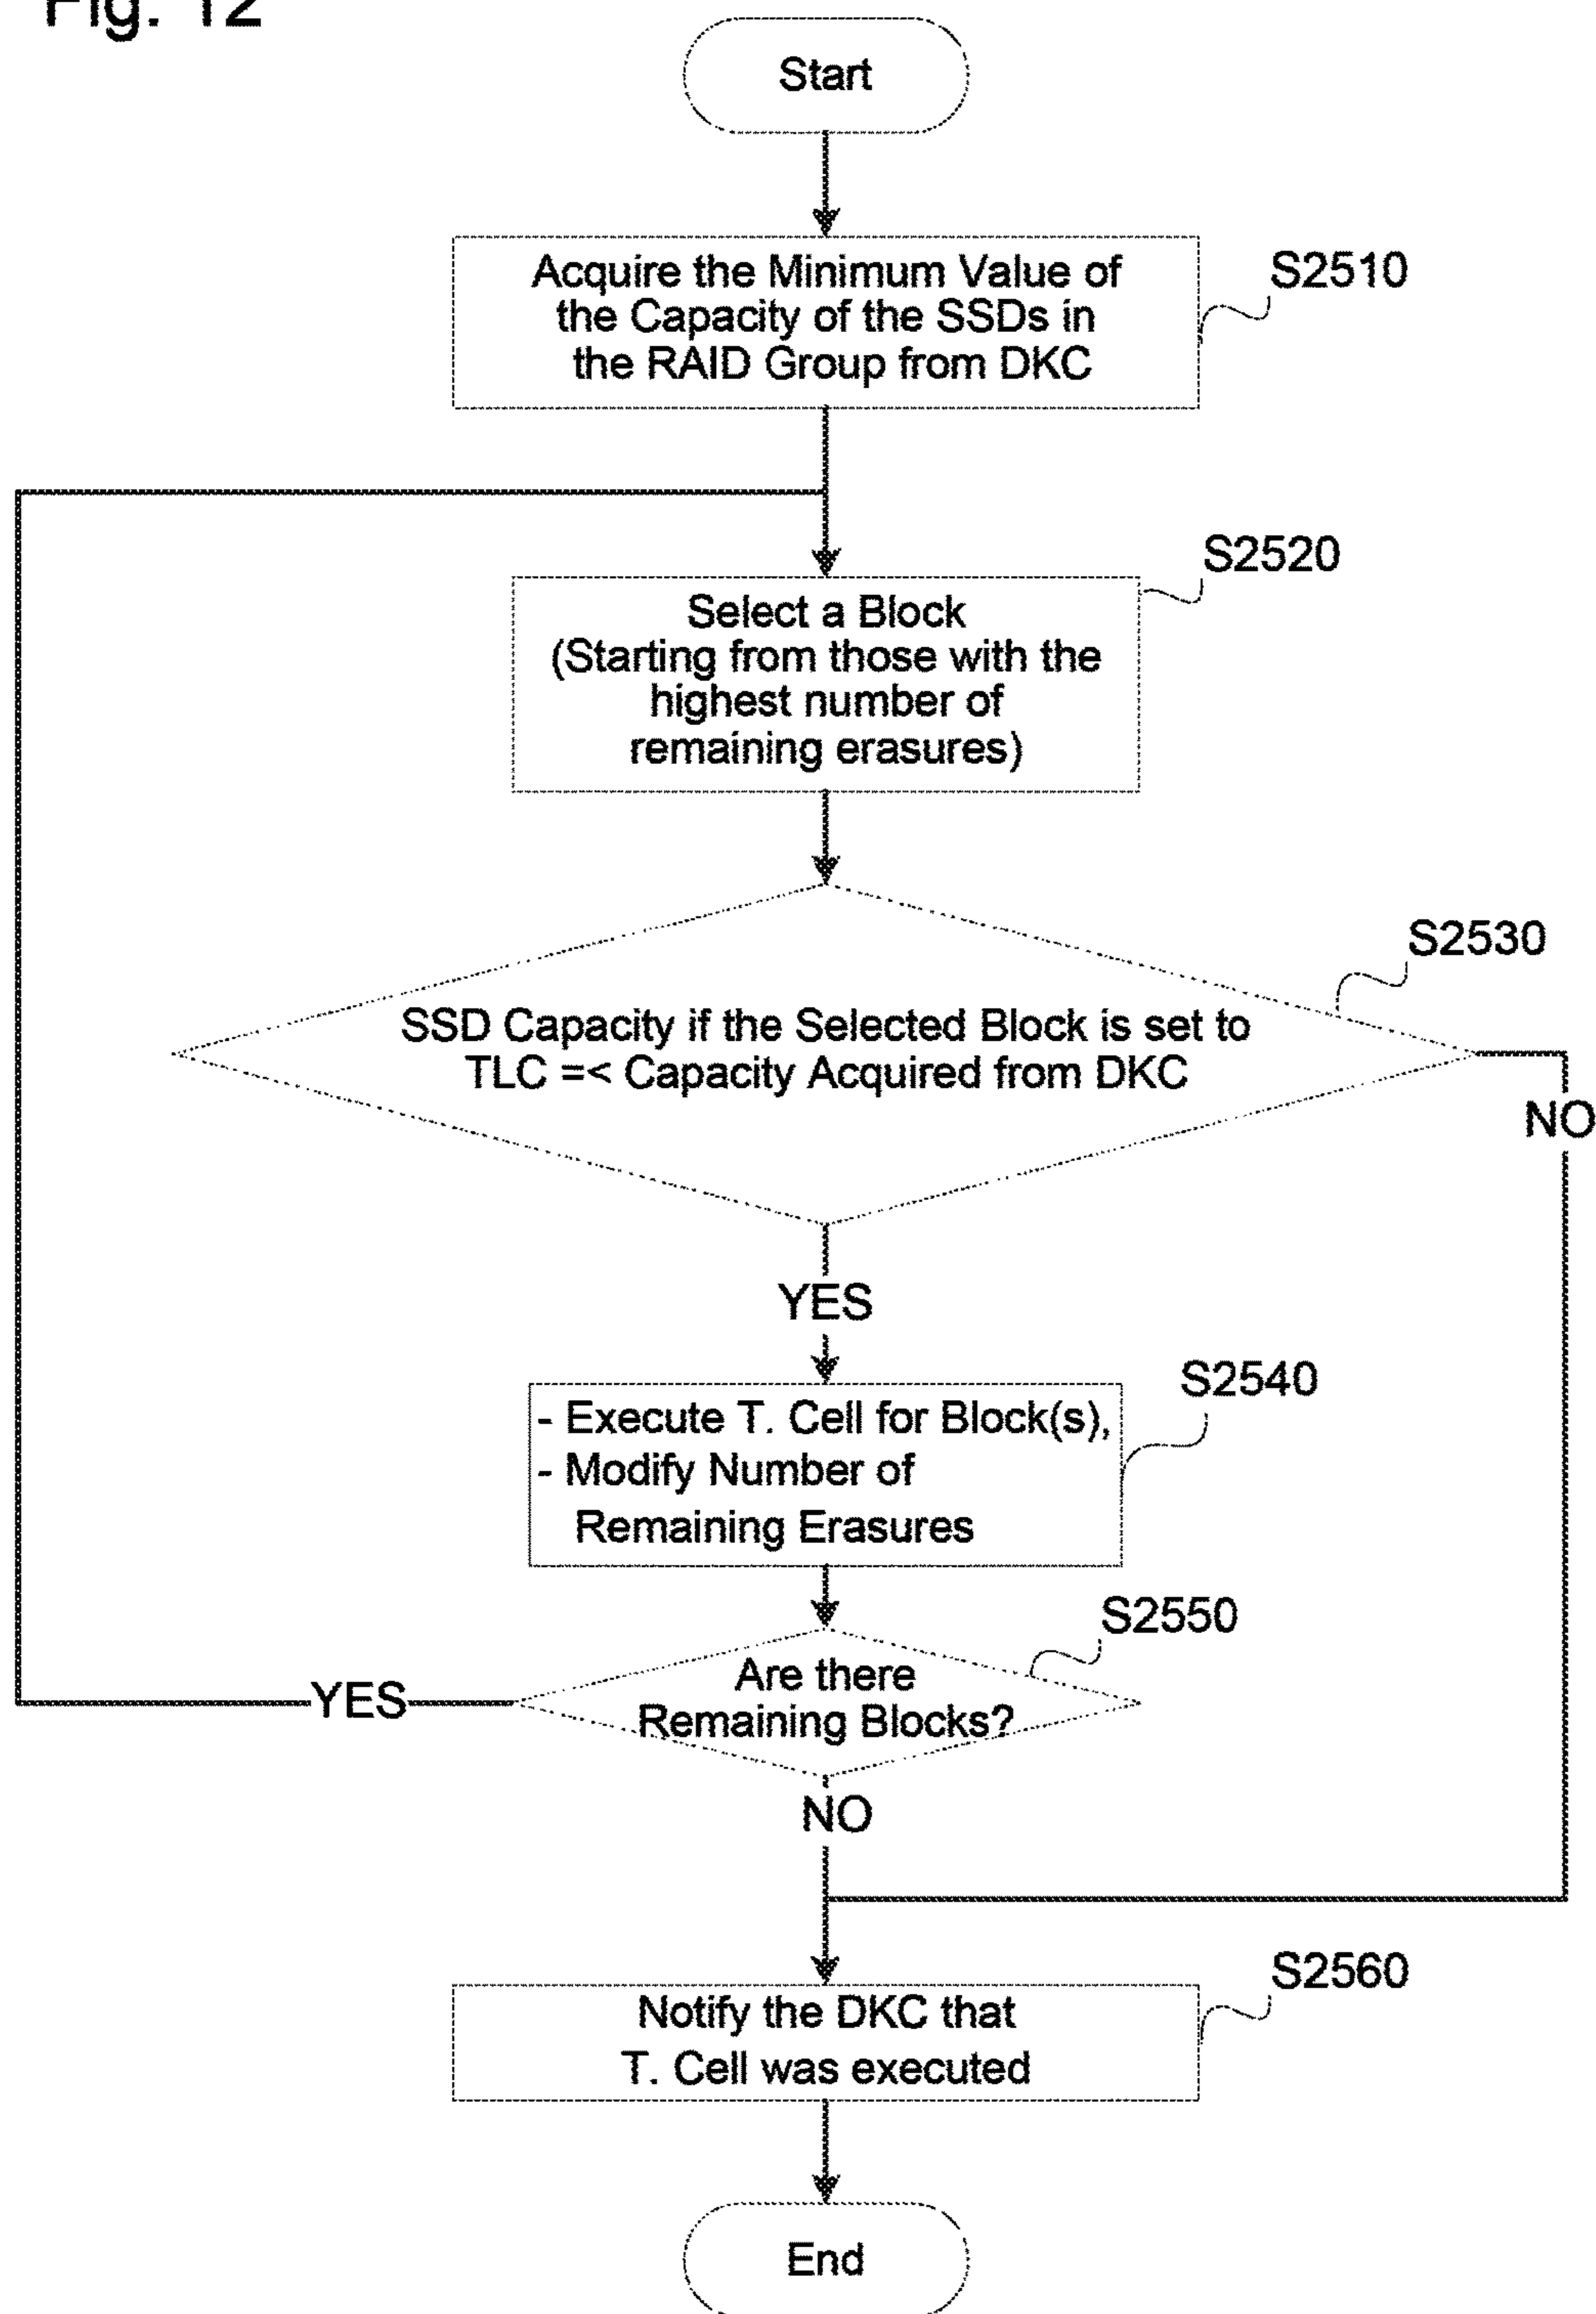 Fig. 12
Start
Acquire the Minimum Value of
the Capacity of the SSDs in
the RAID Group from DKC
S2510
Select a Block
(Starting from those with the
highest number of
remaining erasures)
S2520
SSD Capacity if the Selected Block is set to
TLC =< Capacity Acquired from DKC
S2530
NO
YES
- Execute T. Cell for Block(s),
- Modify Number of
Remaining Erasures
S2540
Are there
Remaining Blocks?
S2550
YES
NO
Notify the DKC that
T. Cell was executed
S2560
End